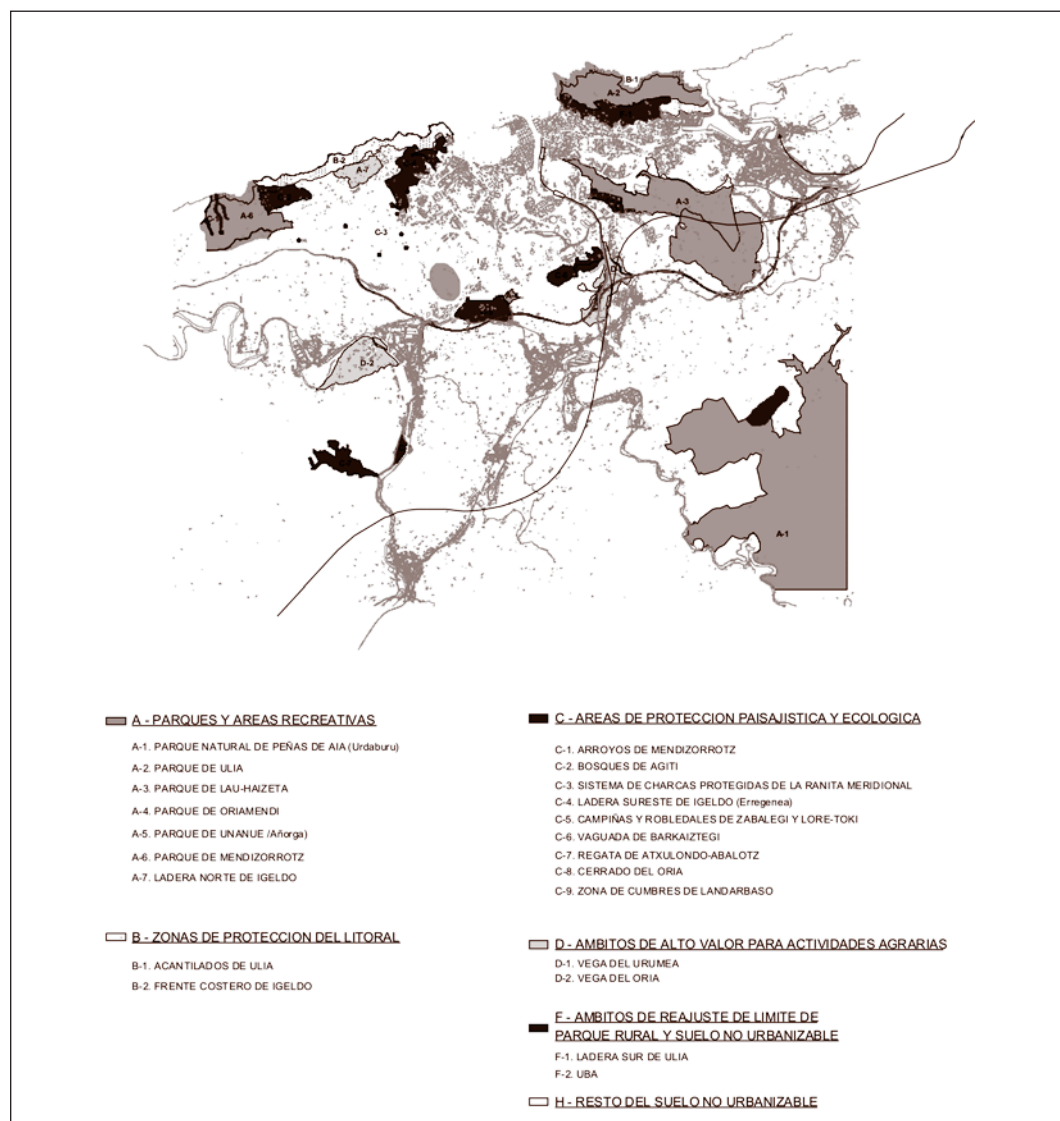 B-1
A-2
B-2
A-7
A-3
A-6
C-3
D-2
A-1
A - PARQUES Y AREAS RECREATIVAS
A-1. PARQUE NATURAL DE PEÑAS DE AIA (Urdaburu)
A-2. PARQUE DE ULIA
A-3. PARQUE DE LAU-HAIZETA
A-4. PARQUE DE ORIAMENDI
A-5. PARQUE DE UNANUE /Añorga)
A-6. PARQUE DE MENDIZORROTZ
A-7. LADERA NORTE DE IGELDO
B - ZONAS DE PROTECCION DEL LITORAL
B-1. ACANTILADOS DE ULIA
B-2. FRENTE COSTERO DE IGELDO
C - AREAS DE PROTECCION PAISAJISTICA Y ECOLOGICA
C-1. ARROYOS DE MENDIZORROTZ
C-2. BOSQUES DE AGITI
C-3. SISTEMA DE CHARCAS PROTEGIDAS DE LA RANITA MERIDIONAL
C-4. LADERA SURESTE DE IGELDO (Erregenea)
C-5. CAMPIÑAS Y ROBLEDALES DE ZABALEGI Y LORE-TOKI
C-6. VAGUADA DE BARKAIZTEGI
C-7. REGATA DE ATXULONDO-ABALOTZ
C-8. CERRADO DEL ORIA
C-9. ZONA DE CUMBRES DE LANDARBASO
D - AMBITOS DE ALTO VALOR PARA ACTIVIDADES AGRARIAS
D-1. VEGA DEL URUMEA
D-2. VEGA DEL ORIA
F - AMBITOS DE REAJUSTE DE LIMITE DE
PARQUE RURAL Y SUELO NO URBANIZABLE
F-1. LADERA SUR DE ULIA
F-2. UBA
H - RESTO DEL SUELO NO URBANIZABLE